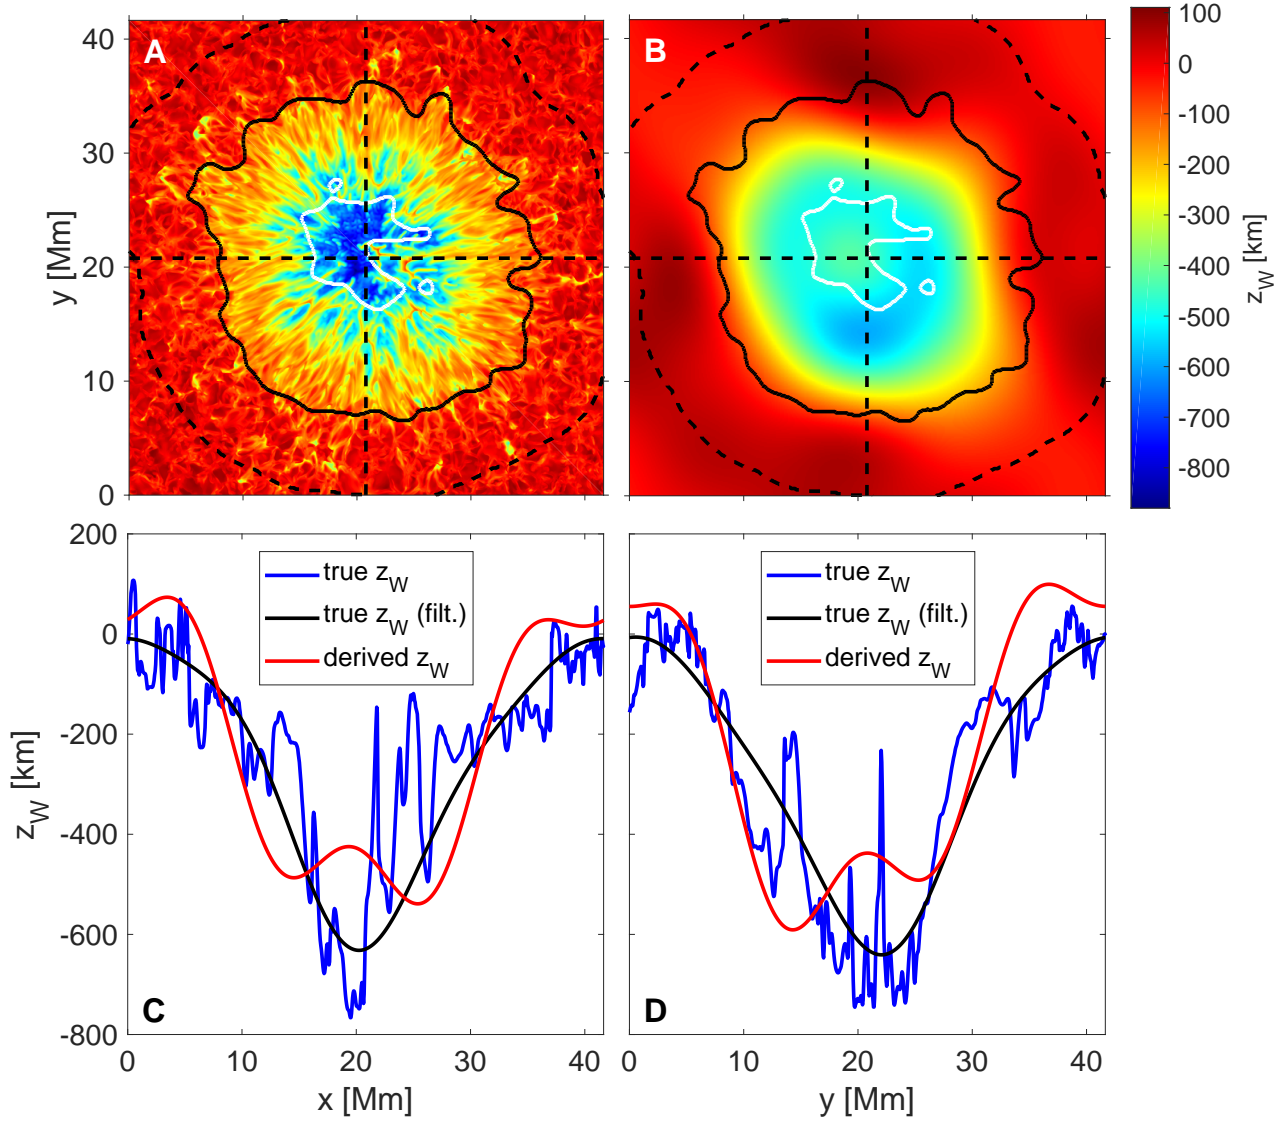 A
B
40
30
20
10
0
y [Mm]
100
0
-100
-200
-300
-400
-500
-600
-700
-800
z_W [km]
200
0
-200
-400
-600
-800
z_W [km]
true z_W
true z_W (filt.)
derived z_W
C
0 10 20 30 40
x [Mm]
true z_W
true z_W (filt.)
derived z_W
D
0 10 20 30 40
y [Mm]